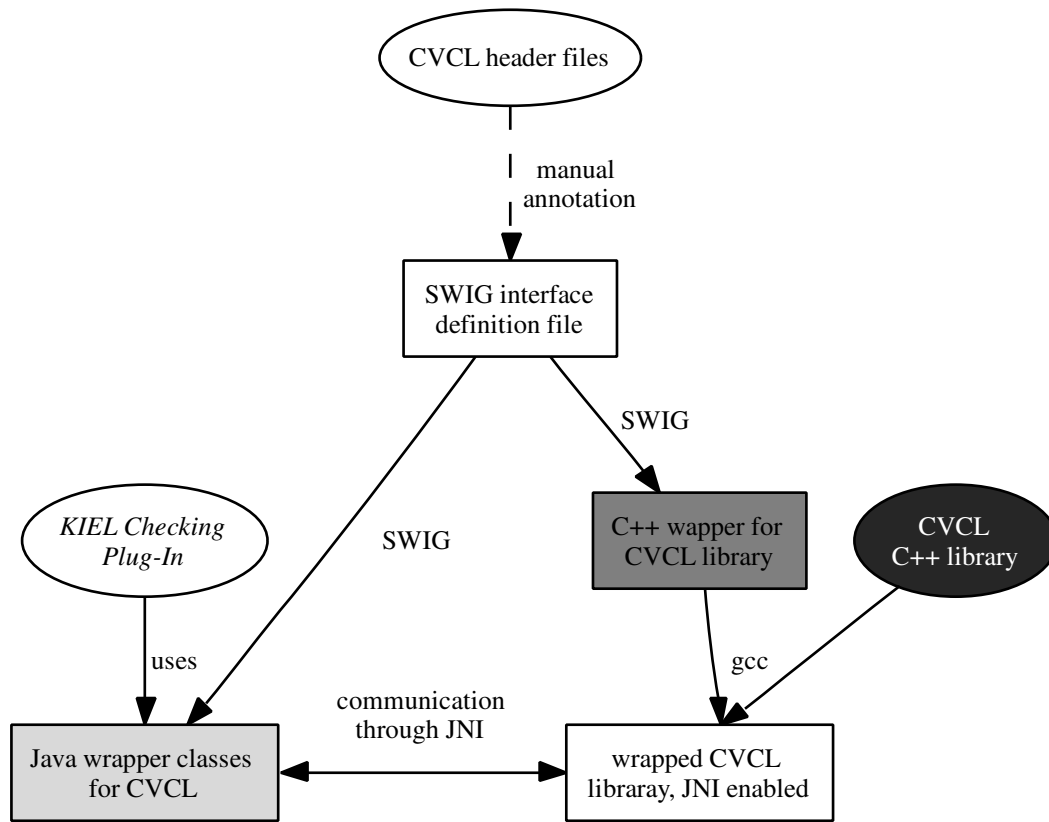 CVCL header files
manual
annotation
SWIG interface
definition file
SWIG
KIEL Checking
Plug-In
SWIG
C++ wapper for
CVCL library
CVCL
C++ library
uses
gcc
communication
through JNI
Java wrapper classes
for CVCL
wrapped CVCL
libraray, JNI enabled